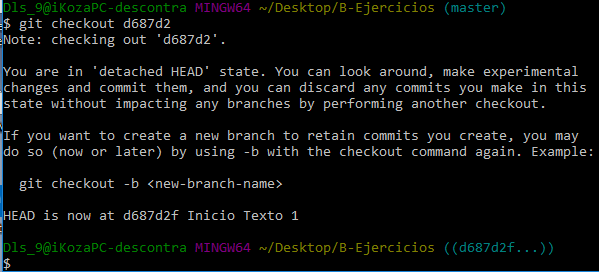 Dls_9@iKozaPC-descontra MINGW64 ~/Desktop/B-Ejercicios (master)
$ git checkout d687d2
Note: checking out 'd687d2'.
You are in 'detached HEAD' state. You can look around, make experimental
changes and commit them, and you can discard any commits you make in this
state without impacting any branches by performing another checkout.
If you want to create a new branch to retain commits you create, you may
do so (now or later) by using -b with the checkout command again. Example:
git checkout -b <new-branch-name>
HEAD is now at d687d2f Inicio Texto 1
Dls_9@iKozaPC-descontra MINGW64 ~/Desktop/B-Ejercicios ((d687d2f...))
$